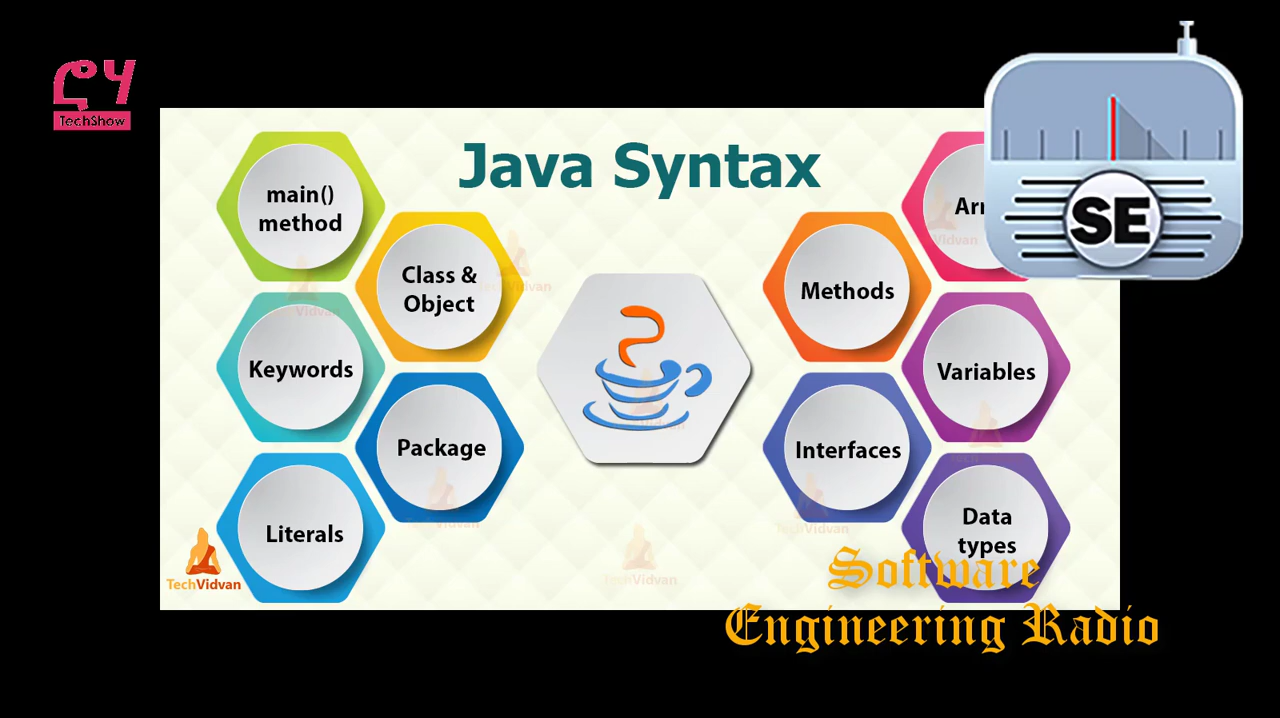 TechShow
Java Syntax
main()
method
Class &
Object
Keywords
Package
Literals
Methods
Variables
Interfaces
Data
types
SE
TechVidvan
Software
Engineering Radio